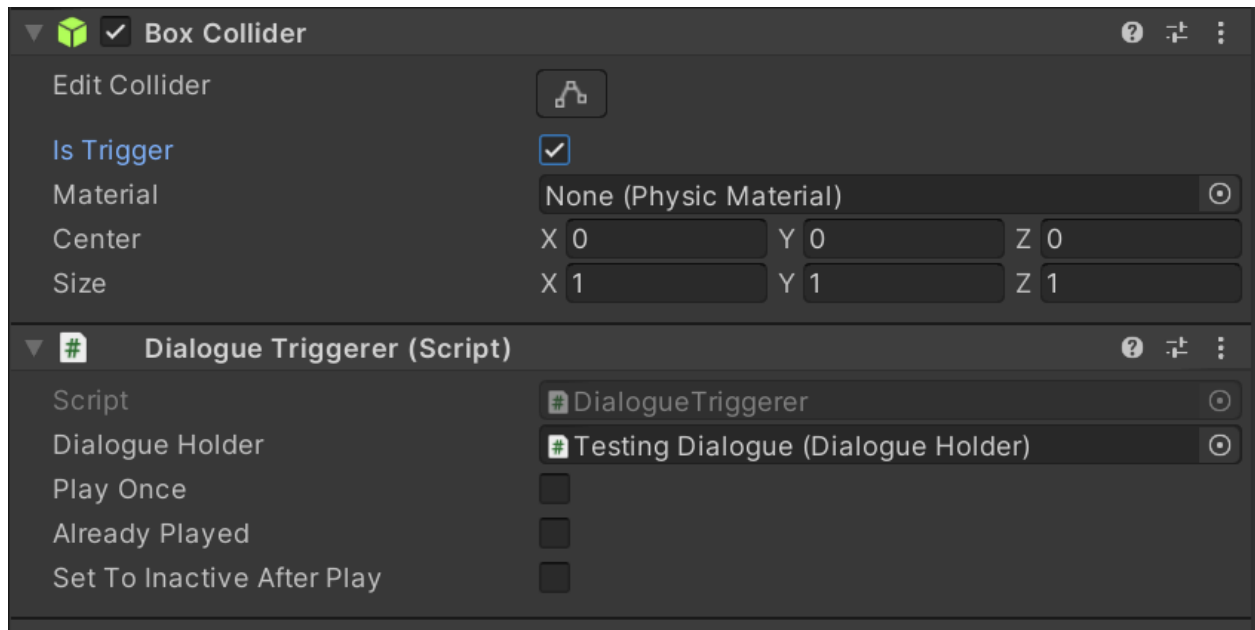 Box Collider
Edit Collider
Is Trigger
Material None (Physic Material)
Center X 0 Y 0 Z 0
Size X 1 Y 1 Z 1
# Dialogue Triggerer (Script)
Script # DialogueTriggerer
Dialogue Holder # Testing Dialogue (Dialogue Holder)
Play Once
Already Played
Set To Inactive After Play